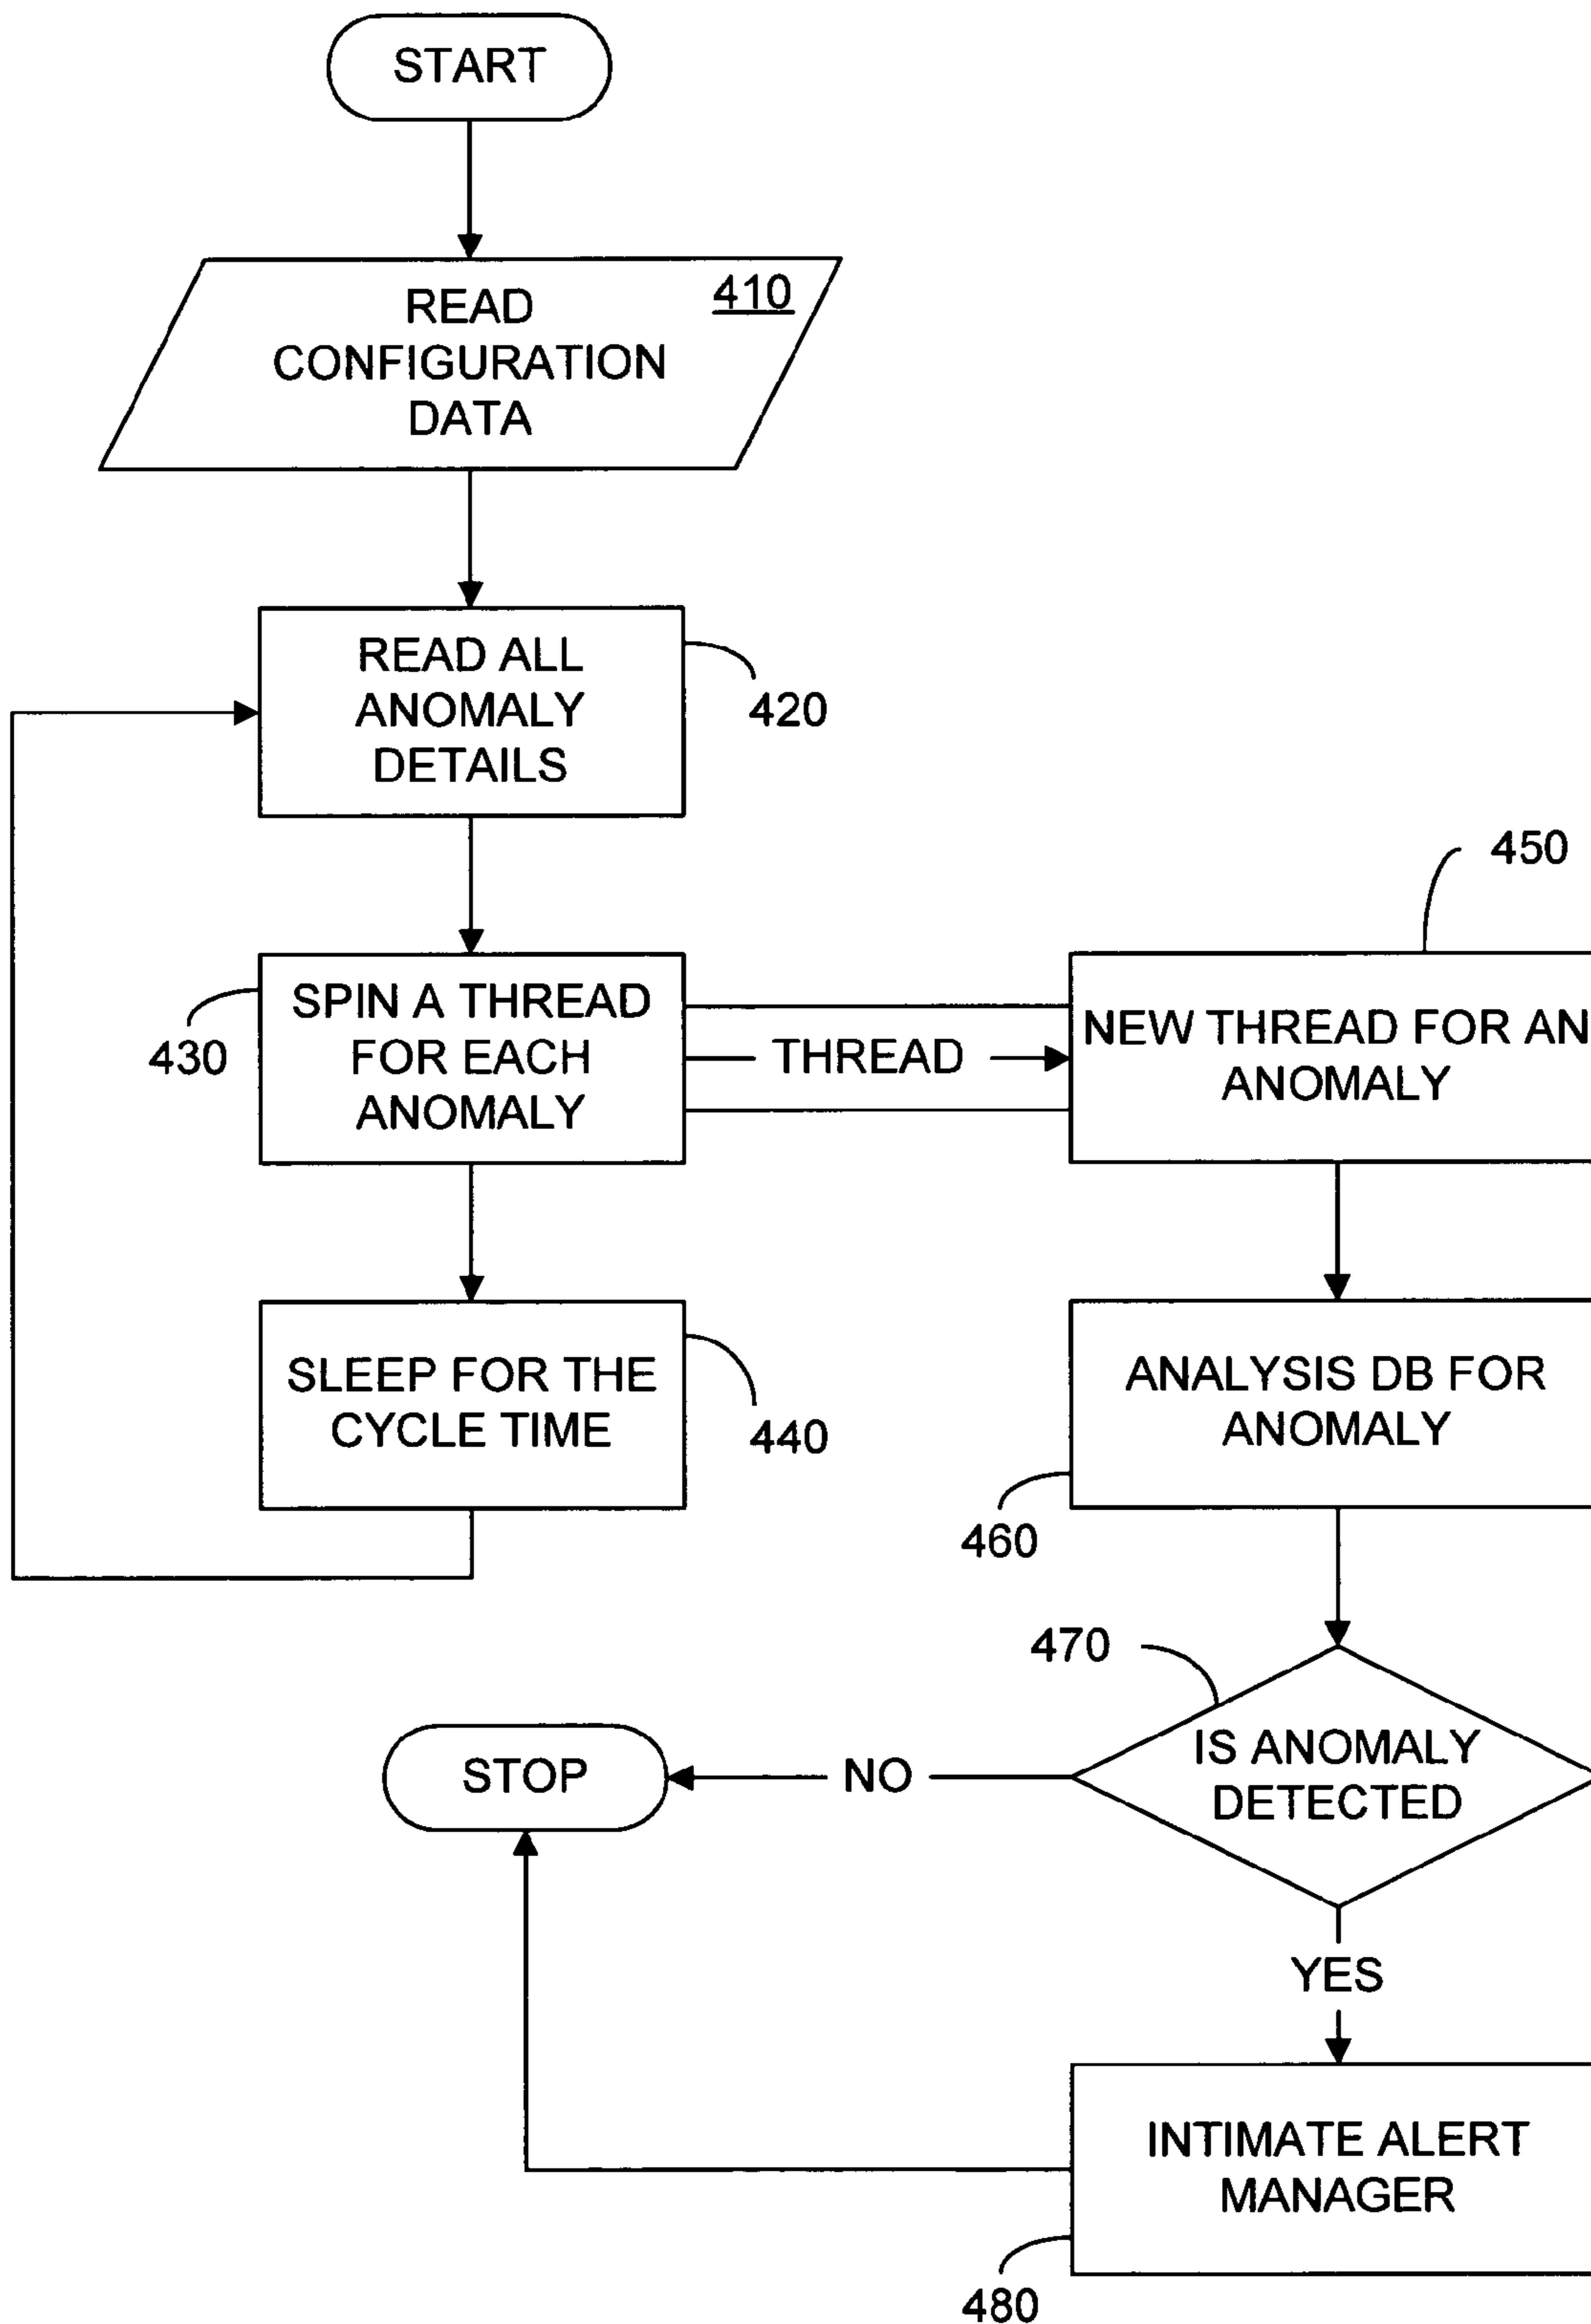 START
READ
CONFIGURATION
DATA
410
READ ALL
ANOMALY
DETAILS
420
450
SPIN A THREAD
FOR EACH
ANOMALY
430
THREAD
NEW THREAD FOR AN
ANOMALY
SLEEP FOR THE
CYCLE TIME
440
ANALYSIS DB FOR
ANOMALY
460
470
IS ANOMALY
DETECTED
NO
STOP
YES
INTIMATE ALERT
MANAGER
480